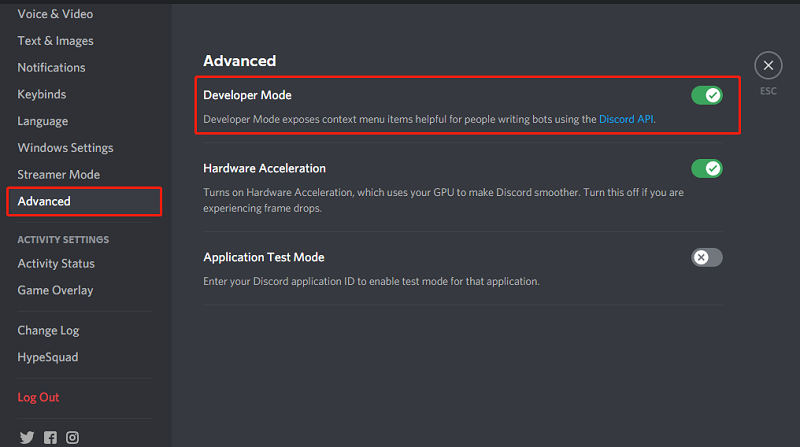 Voice & Video
Text & Images
Notifications
Keybinds
Language
Windows Settings
Streamer Mode
Advanced
ACTIVITY SETTINGS
Activity Status
Game Overlay
Change Log
HypeSquad
Log Out
Advanced
Developer Mode
Developer Mode exposes context menu items helpful for people writing bots using the Discord API.
Hardware Acceleration
Turns on Hardware Acceleration, which uses your GPU to make Discord smoother. Turn this off if you are
experiencing frame drops.
Application Test Mode
Enter your Discord application ID to enable test mode for that application.
ESC